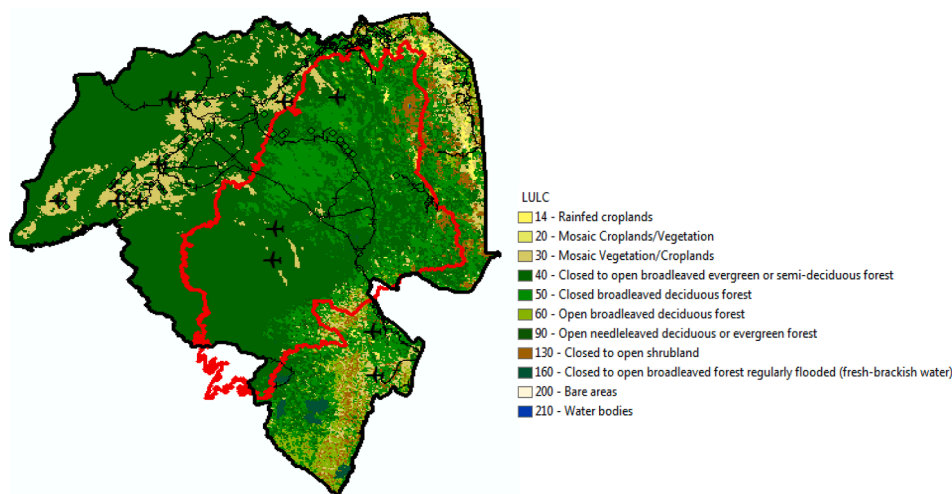 LULC
14 - Rainfed croplands
20 - Mosaic Croplands/Vegetation
30 - Mosaic Vegetation/Croplands
40 - Closed to open broadleaved evergreen or semi-deciduous forest
50 - Closed broadleaved deciduous forest
60 - Open broadleaved deciduous forest
90 - Open needleleaved deciduous or evergreen forest
130 - Closed to open shrubland
160 - Closed to open broadleaved forest regularly flooded (fresh-brackish water)
200 - Bare areas
210 - Water bodies